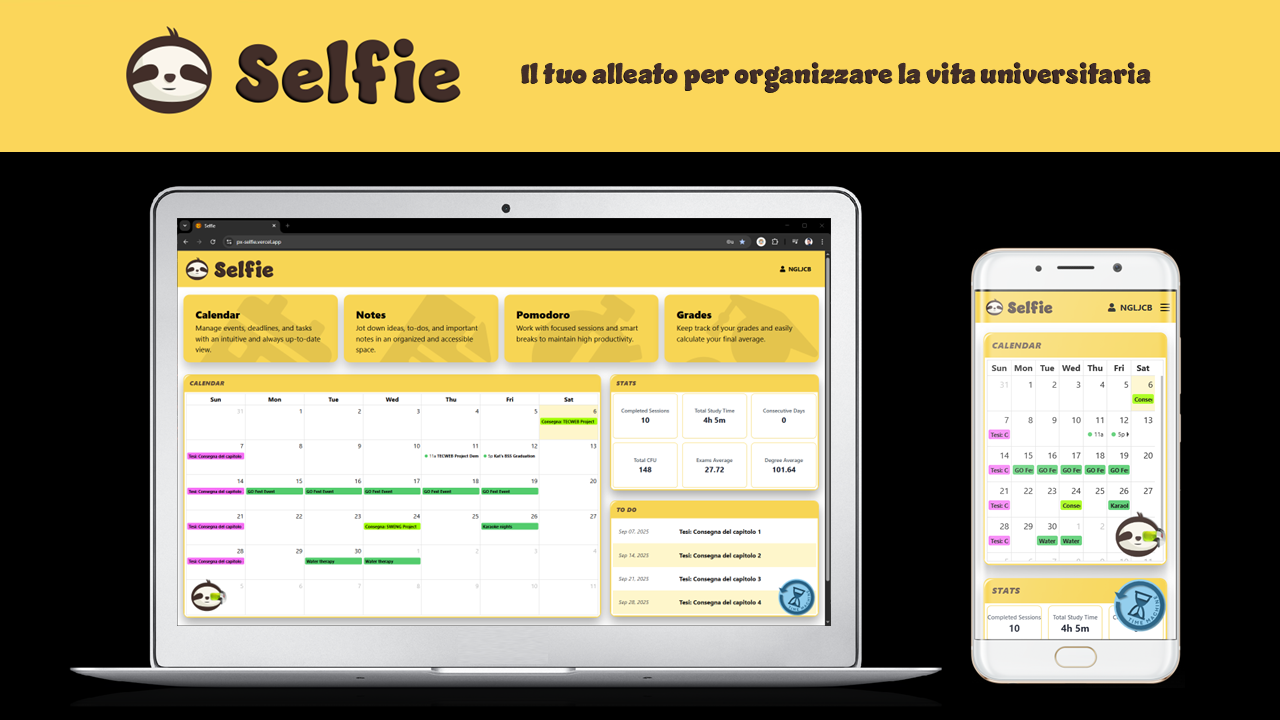 Selfie
Il tuo alleato per organizzare la vita universitaria
Selfie
ps-selfie.vercel.app
Selfie
NGLJCB
Calendar
Manage events, deadlines, and tasks
with an intuitive and always up-to-date
view.
Notes
Jot down ideas, to-dos, and important
notes in an organized and accessible
space.
Pomodoro
Work with focused sessions and smart
breaks to maintain high productivity.
Grades
Keep track of your grades and easily
calculate your final average.
CALENDAR
Sun Mon Tue Wed Thu Fri Sat
31 1 2 3 4 5 6
Consegna: TECWEB Project
7 8 9 10 11 12 13
Tesi: Consegna del capitolo
11a TECWEB Project Dem
5p Kat's BSS Graduation
14 15 16 17 18 19 20
Tesi: Consegna del capitolo GO Fest Event GO Fest Event GO Fest Event GO Fest Event GO Fest Event
21 22 23 24 25 26 27
Tesi: Consegna del capitolo Consegna: SWENG Project Karaoke nights
28 29 30 1 2 3 4
Tesi: Consegna del capitolo Water therapy Water therapy
5 6 7 8 9 10 11
STATS
Completed Sessions
10
Total Study Time
4h 5m
Consecutive Days
0
Total CFU
148
Exams Average
27.72
Degree Average
101.64
TO DO
Sep 07, 2025 Tesi: Consegna del capitolo 1
Sep 14, 2025 Tesi: Consegna del capitolo 2
Sep 21, 2025 Tesi: Consegna del capitolo 3
Sep 28, 2025 Tesi: Consegna del capitolo 4
Selfie
NGLJCB
CALENDAR
Sun Mon Tue Wed Thu Fri Sat
31 1 2 3 4 5 6
Conse
7 8 9 10 11 12 13
Tesi: C 11a 5p
14 15 16 17 18 19 20
Tesi: C GO Fe GO Fe GO Fe GO Fe GO Fe
21 22 23 24 25 26 27
Tesi: C Conse Karaol
28 29 30 1 2
Tesi: C Water Water
STATS
Completed Sessions
10
Total Study Time
4h 5m